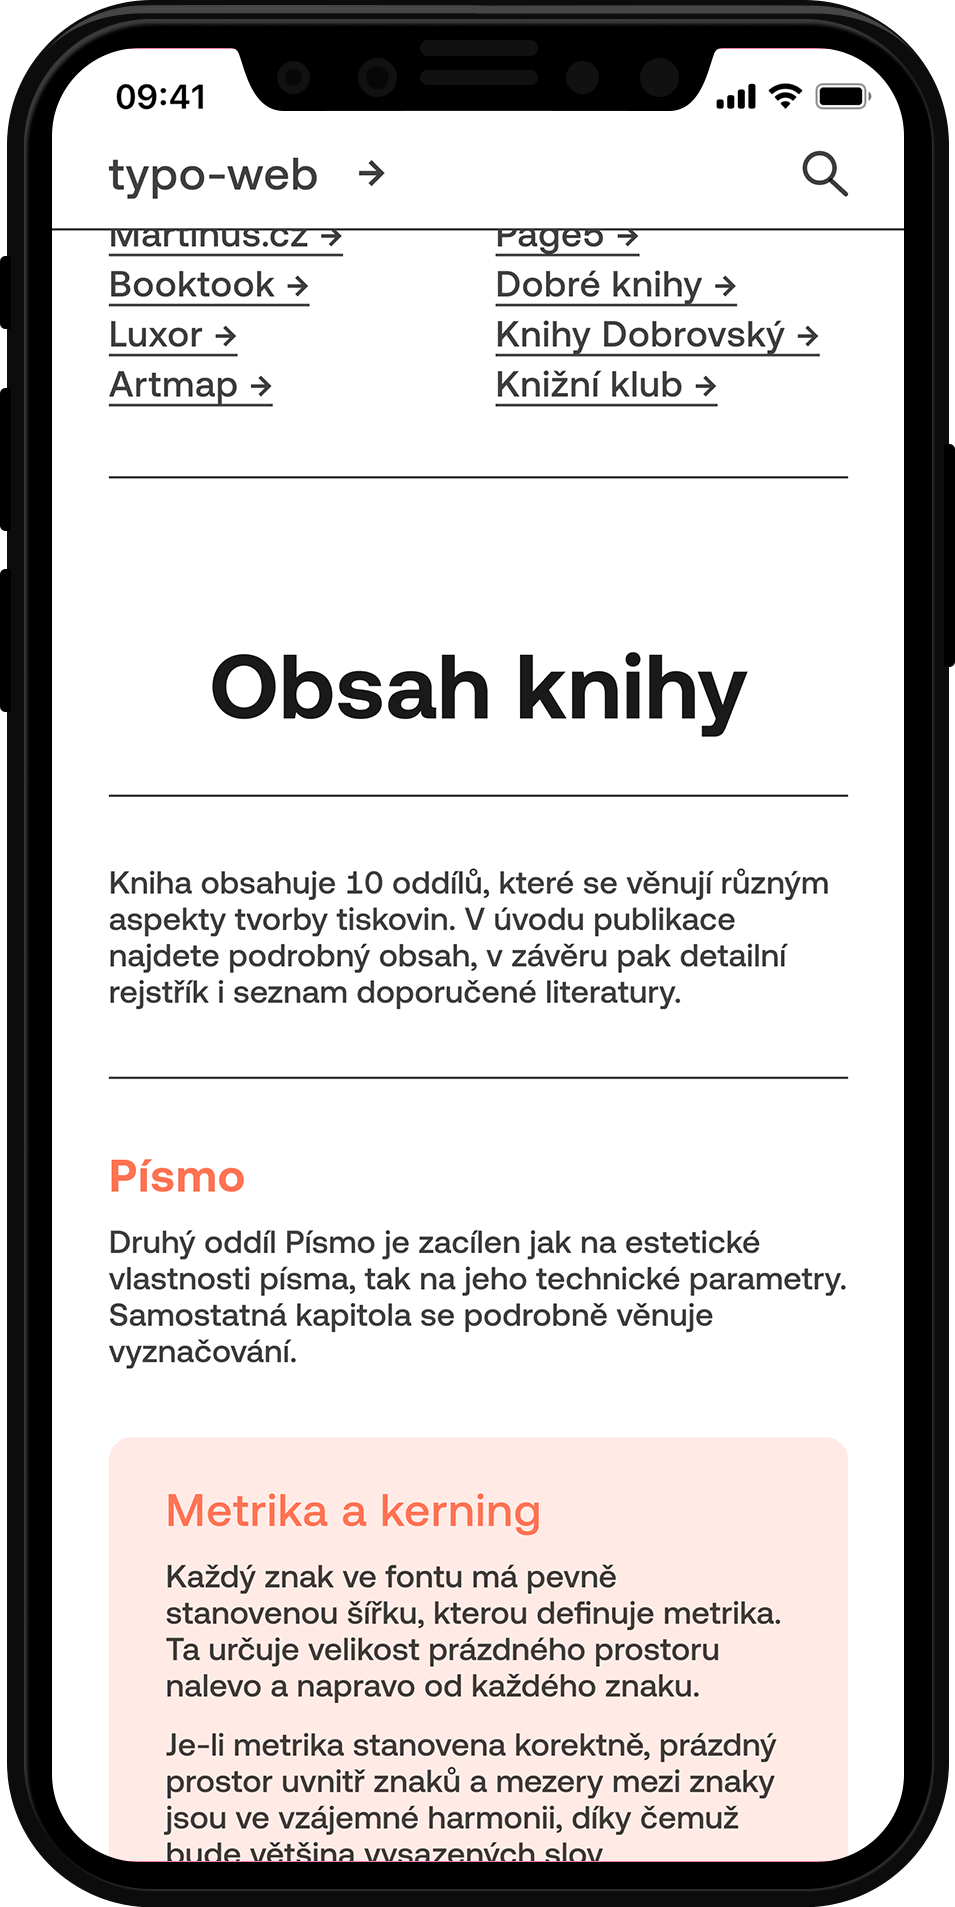 09:41
typo-web →
Martinus.cz →
Page5 →
Booktook →
Dobré knihy →
Luxor →
Knihy Dobrovský →
Artmap →
Knižní klub →
Obsah knihy
Kniha obsahuje 10 oddílů, které se věnují různým
aspekty tvorby tiskovin. V úvodu publikace
najdete podrobný obsah, v závěru pak detailní
rejstřík i seznam doporučené literatury.
Písmo
Druhý oddíl Písmo je zacílen jak na estetické
vlastnosti písma, tak na jeho technické parametry.
Samostatná kapitola se podrobně věnuje
vyznačování.
Metrika a kerning
Každý znak ve fontu má pevně
stanovenou šířku, kterou definuje metrika.
Ta určuje velikost prázdného prostoru
nalevo a napravo od každého znaku.
Je-li metrika stanovena korektně, prázdný
prostor uvnitř znaků a mezery mezi znaky
jsou ve vzájemné harmonii, díky čemuž
bude většina vysazených slov